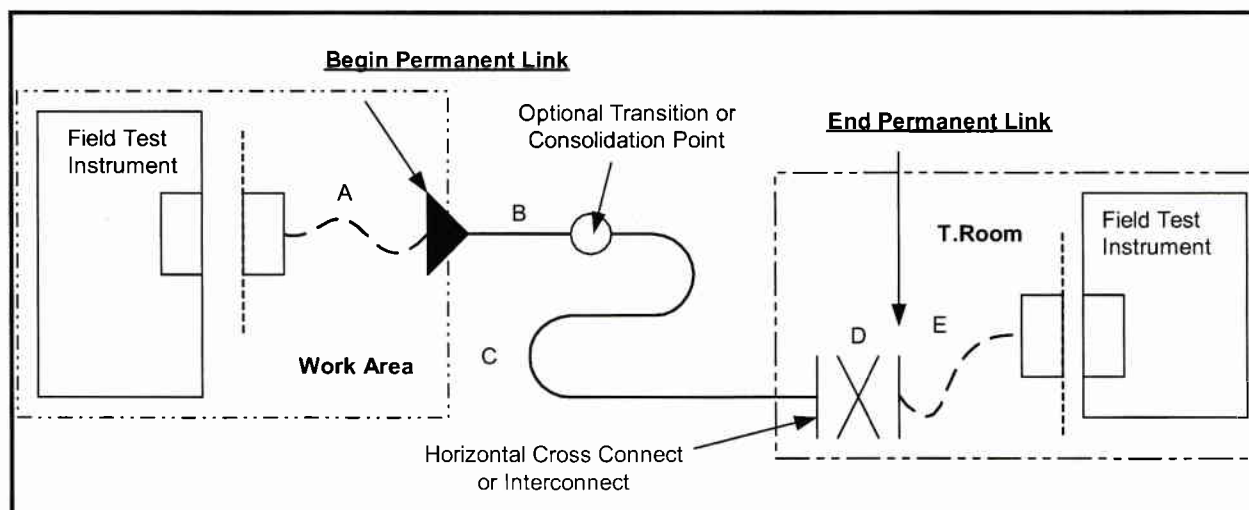 Begin Permanent Link
Optional Transition or
Consolidation Point
End Permanent Link
Field Test
Instrument
A
B
T.Room
Field Test
Instrument
Work Area
C
D
E
Horizontal Cross Connect
or Interconnect